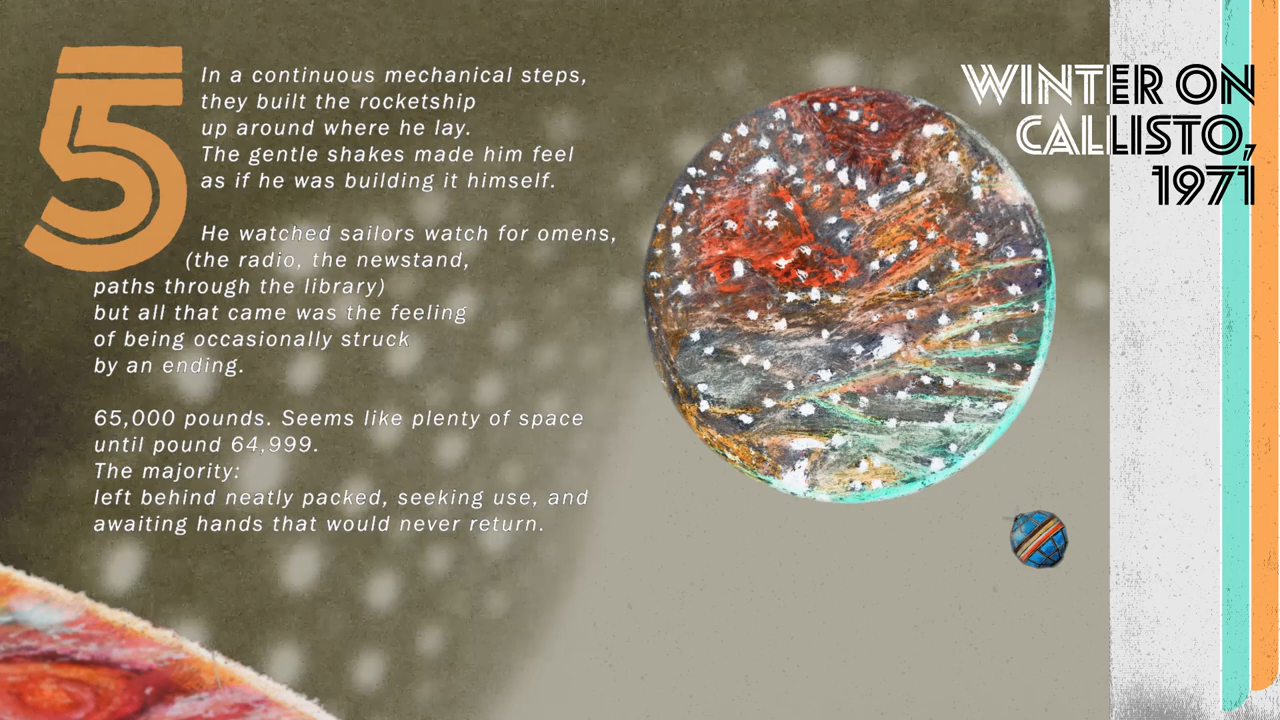 5
In a continuous mechanical steps,
they built the rocketship
up around where he lay.
The gentle shakes made him feel
as if he was building it himself.
He watched sailors watch for omens,
(the radio, the newstand,
paths through the library)
but all that came was the feeling
of being occasionally struck
by an ending.
65,000 pounds. Seems like plenty of space
until pound 64,999.
The majority:
left behind neatly packed, seeking use, and
awaiting hands that would never return.
WINTER ON
CALLISTO,
1971